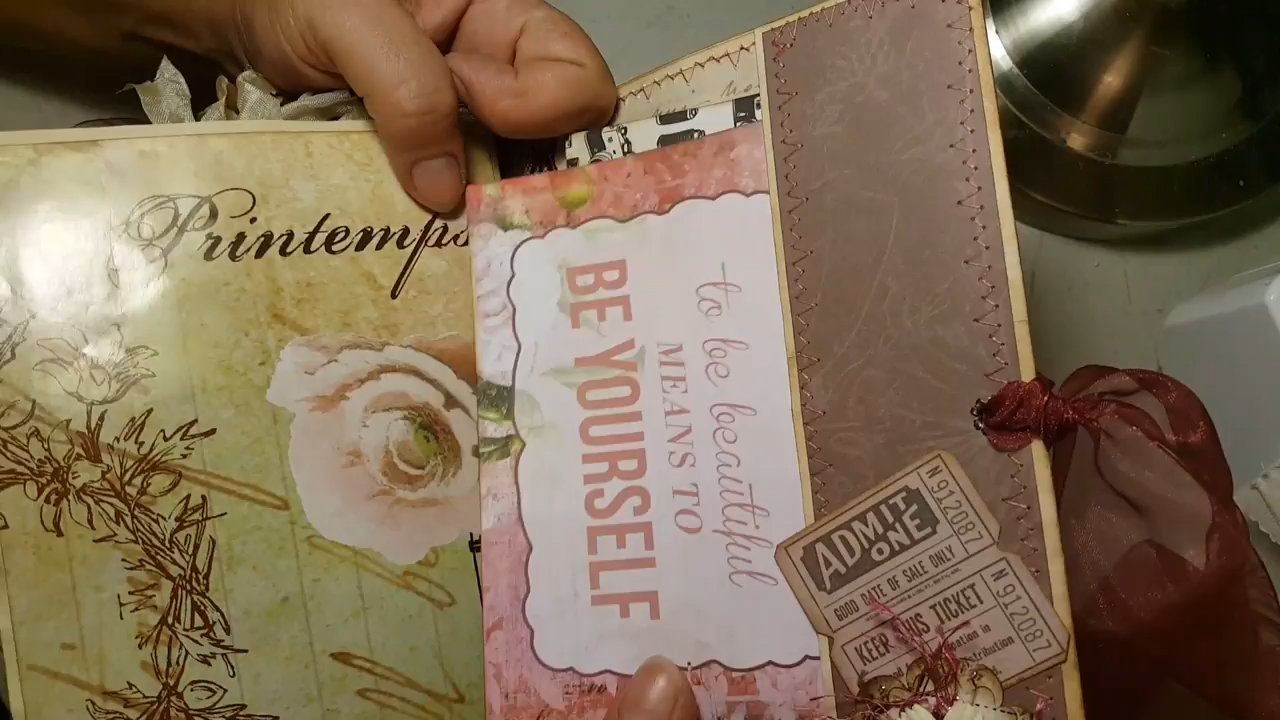 Printemps
to be beautiful
MEANS TO
BE YOURSELF
N912087
ADMIT
ONE
GOOD DATE OF SALE ONLY
KEEP THIS TICKET
N912087